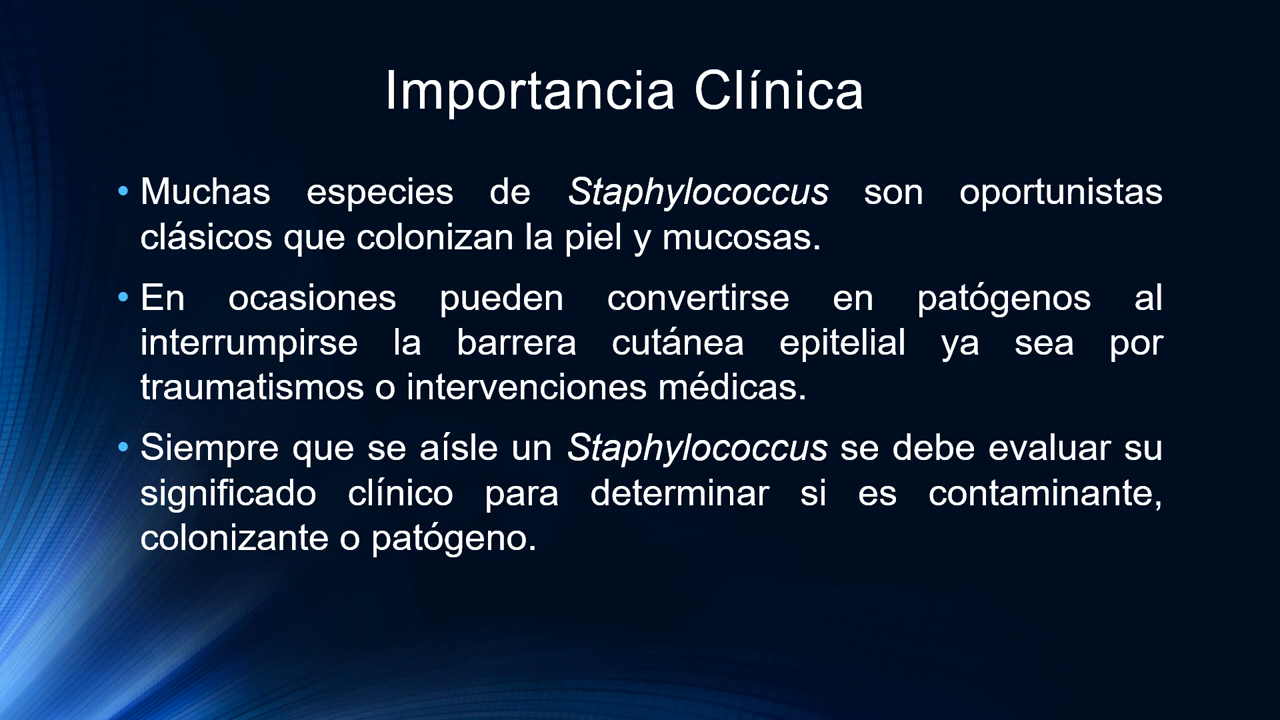 Importancia Clínica
• Muchas especies de Staphylococcus son oportunistas
clásicos que colonizan la piel y mucosas.
• En ocasiones pueden convertirse en patógenos al
interrumpirse la barrera cutánea epitelial ya sea por
traumatismos o intervenciones médicas.
• Siempre que se aísle un Staphylococcus se debe evaluar su
significado clínico para determinar si es contaminante,
colonizante o patógeno.